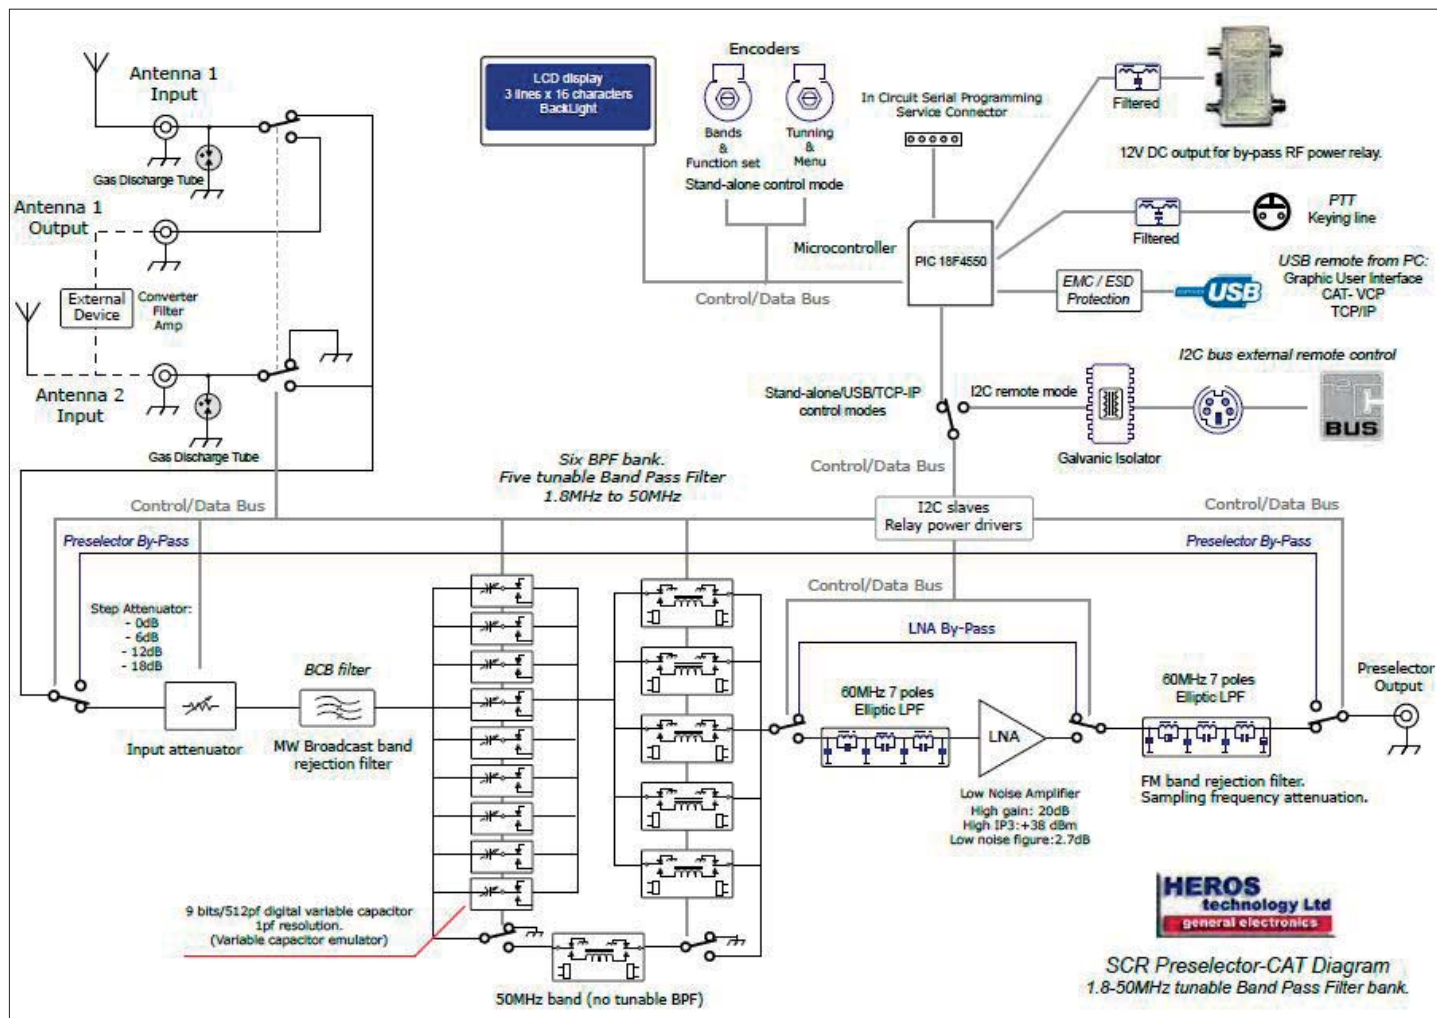 Antenna 1
Input
Gas Discharge Tube
Antenna 1
Output
External
Device
Converter
Filter
Amp
Antenna 2
Input
Gas Discharge Tube
LCD display
3 lines x 16 characters
BackLight
Encoders
Bands
&
Function set
Tunning
&
Menu
Stand-alone control mode
In Circuit Serial Programming
Service Connector
Microcontroller
PIC 18F4550
Control/Data Bus
Filtered
12V DC output for by-pass RF power relay.
Filtered
PTT
Keying line
EMC / ESD
Protection
USB
USB remote from PC:
Graphic User Interface
CAT- VCP
TCP/IP
I2C bus external remote control
Stand-alone/USB/TCP-IP
control modes
I2C remote mode
Galvanic Isolator
I2C
BUS
Control/Data Bus
Six BPF bank.
Five tunable Band Pass Filter
1.8MHz to 50MHz
Control/Data Bus
I2C slaves
Relay power drivers
Control/Data Bus
Preselector By-Pass
Preselector By-Pass
Control/Data Bus
Step Attenuator:
- 0dB
- 6dB
- 12dB
- 18dB
Input attenuator
BCB filter
MW Broadcast band
rejection filter
LNA By-Pass
60MHz 7 poles
Elliptic LPF
LNA
Low Noise Amplifier
High gain: 20dB
High IP3:+38 dBm
Low noise figure:2.7dB
60MHz 7 poles
Elliptic LPF
FM band rejection filter.
Sampling frequency attenuation.
Preselector
Output
9 bits/512pf digital variable capacitor
1pf resolution.
(Variable capacitor emulator)
50MHz band (no tunable BPF)
HEROS
technology Ltd
general electronics
SCR Preselector-CAT Diagram
1.8-50MHz tunable Band Pass Filter bank.